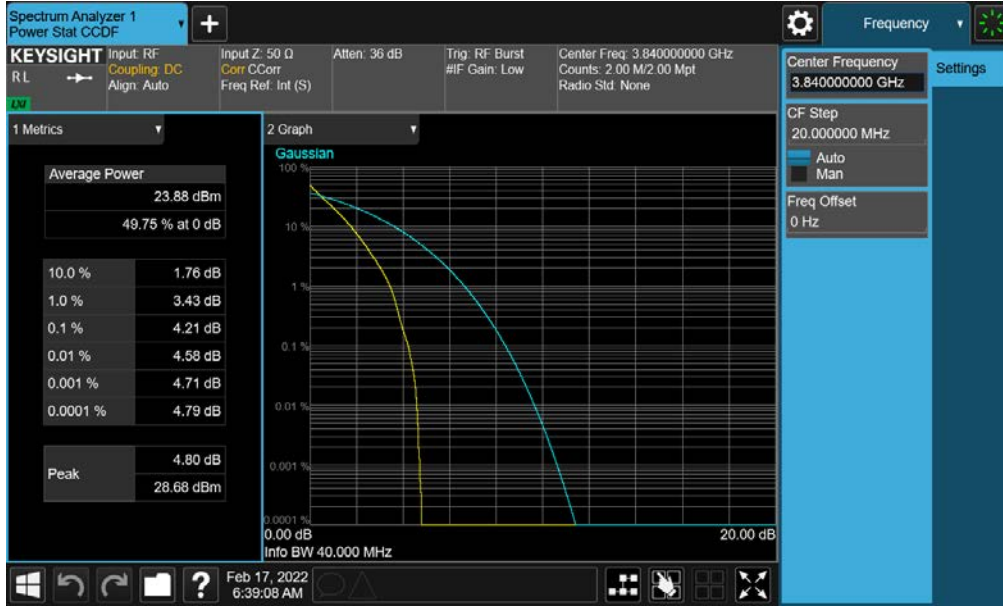 Spectrum Analyzer 1
Power Stat CCDF
Frequency
KEYSIGHT
RL
LXI
Input: RF
Coupling: DC
Align: Auto
Input Z: 50 Ω
Corr CCorr
Freq Ref: Int (S)
Atten: 36 dB
Trig: RF Burst
#IF Gain: Low
Center Freq: 3.840000000 GHz
Counts: 2.00 M/2.00 Mpt
Radio Std: None
Center Frequency
3.840000000 GHz
Settings
CF Step
20.000000 MHz
Auto
Man
Freq Offset
0 Hz
1 Metrics
Average Power
23.88 dBm
49.75 % at 0 dB
10.0 % 1.76 dB
1.0 % 3.43 dB
0.1 % 4.21 dB
0.01 % 4.58 dB
0.001 % 4.71 dB
0.0001 % 4.79 dB
Peak 4.80 dB
28.68 dBm
2 Graph
Gaussian
100 %
10 %
1 %
0.1 %
0.01 %
0.001 %
0.0001 %
0.00 dB 20.00 dB
Info BW 40.000 MHz
? Feb 17, 2022
6:39:08 AM